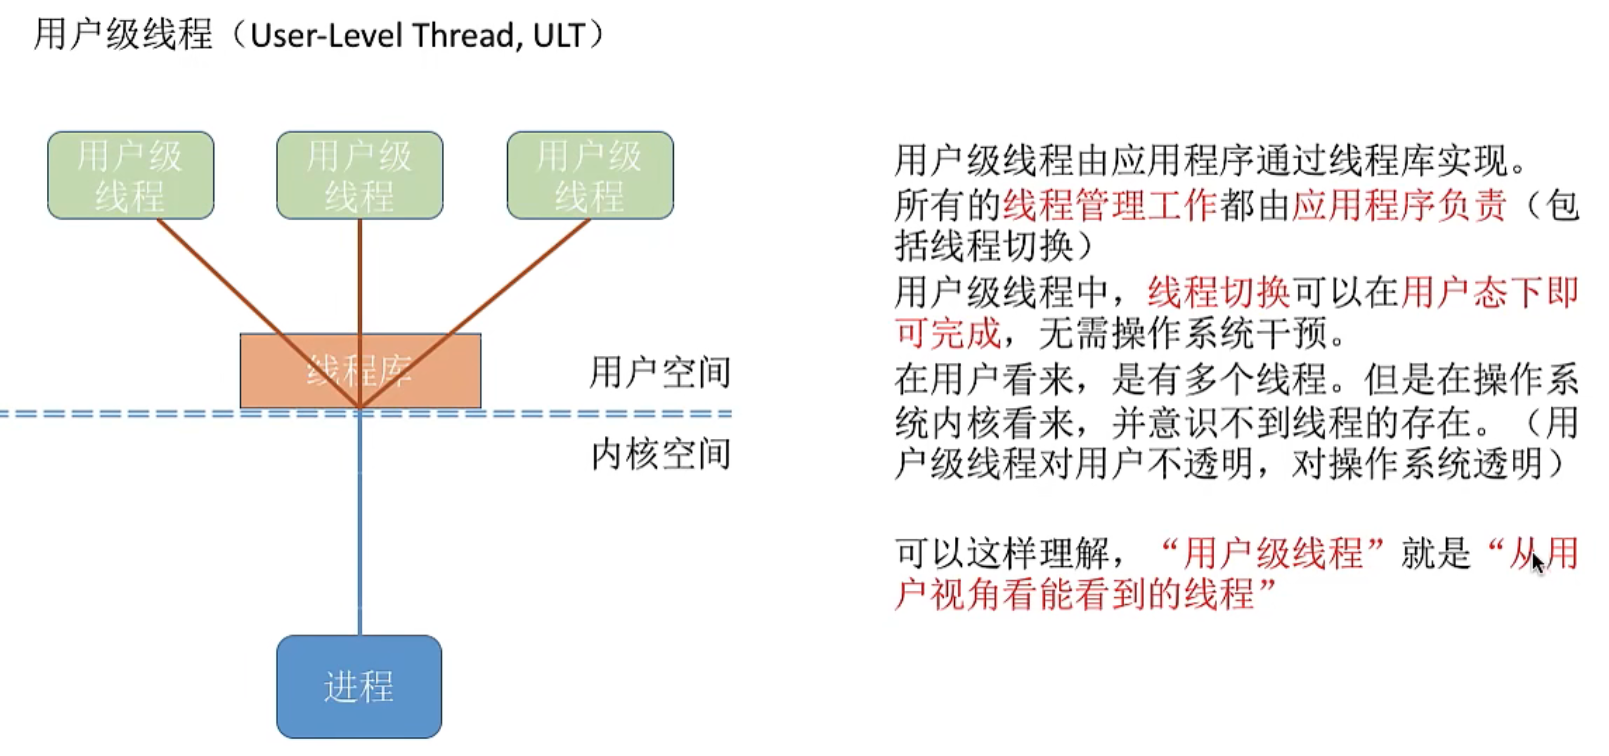 用户级线程（User-Level Thread, ULT）
用户级
线程
用户级
线程
用户级
线程
线程库
用户空间
内核空间
进程
用户级线程由应用程序通过线程库实现。
所有的线程管理工作都由应用程序负责（包
括线程切换）
用户级线程中，线程切换可以在用户态下即
可完成，无需操作系统干预。
在用户看来，是有多个线程。但是在操作系
统内核看来，并意识不到线程的存在。（用
户级线程对用户不透明，对操作系统透明）
可以这样理解，“用户级线程”就是“从用
户视角看能看到的线程”